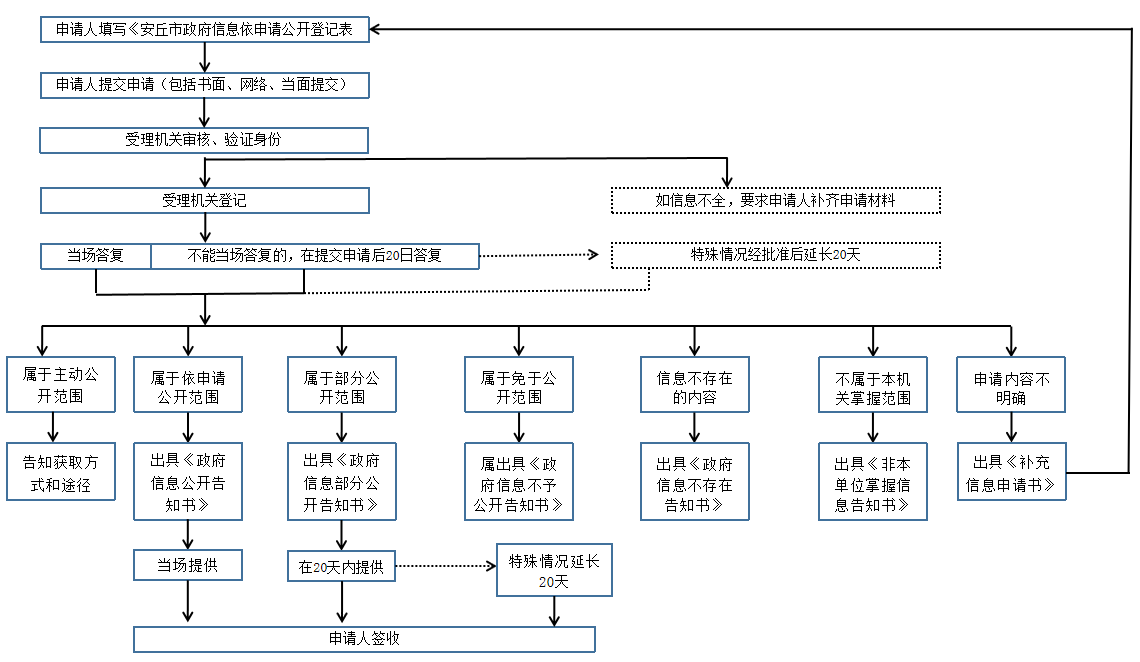 申请人填写《安丘市政府信息依申请公开登记表
申请人提交申请（包括书面、网络、当面提交）
受理机关审核、验证身份
受理机关登记
如信息不全，要求申请人补齐申请材料
当场答复
不能当场答复的，在提交申请后20日答复
特殊情况经批准后延长20天
属于主动公
开范围
属于依申请
公开范围
属于部分公
开范围
属于免于公
开范围
信息不存在
的内容
不属于本机
关掌握范围
申请内容不
明确
告知获取方
式和途径
出具《政府
信息公开告
知书》
出具《政府
信息部分公
开告知书》
属出具《政
府信息不予
公开告知书》
出具《政府
信息不存在
告知书》
出具《非本
单位掌握信
息告知书》
出具《补充
信息申请书》
当场提供
在20天内提供
特殊情况延长
20天
申请人签收